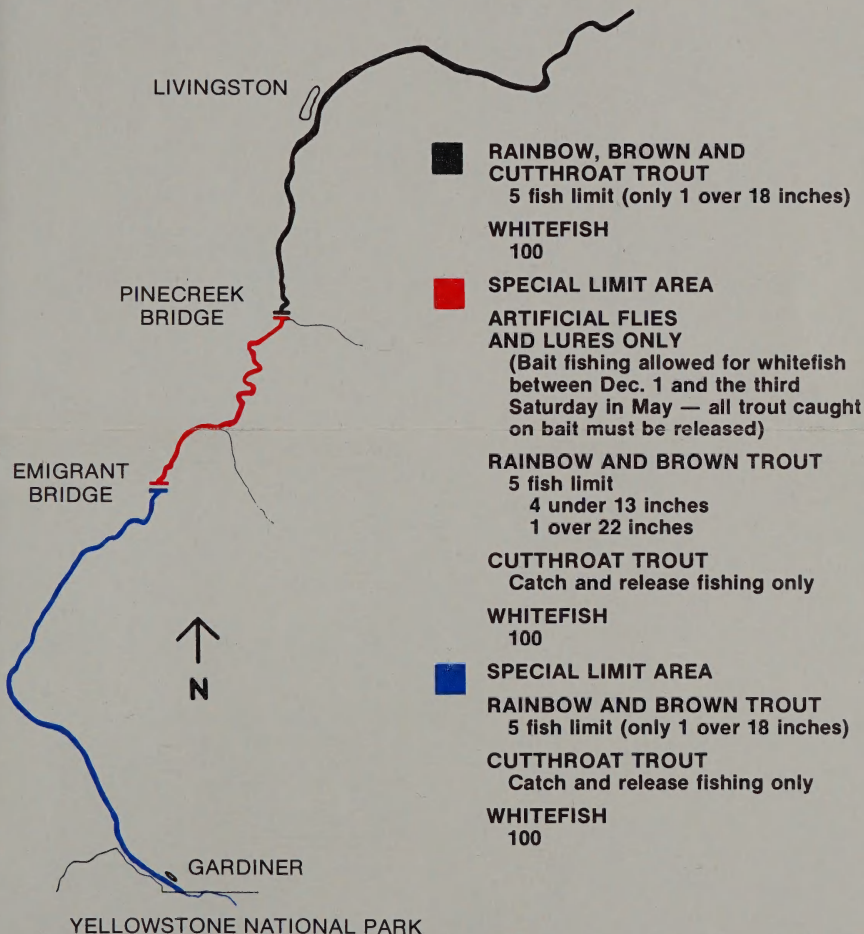 LIVINGSTON
PINECREEK
BRIDGE
EMIGRANT
BRIDGE
N
GARDINER
YELLOWSTONE NATIONAL PARK
RAINBOW, BROWN AND
CUTTHROAT TROUT
5 fish limit (only 1 over 18 inches)
WHITEFISH
100
SPECIAL LIMIT AREA
ARTIFICIAL FLIES
AND LURES ONLY
(Bait fishing allowed for whitefish
between Dec. 1 and the third
Saturday in May — all trout caught
on bait must be released)
RAINBOW AND BROWN TROUT
5 fish limit
4 under 13 inches
1 over 22 inches
CUTTHROAT TROUT
Catch and release fishing only
WHITEFISH
100
SPECIAL LIMIT AREA
RAINBOW AND BROWN TROUT
5 fish limit (only 1 over 18 inches)
CUTTHROAT TROUT
Catch and release fishing only
WHITEFISH
100